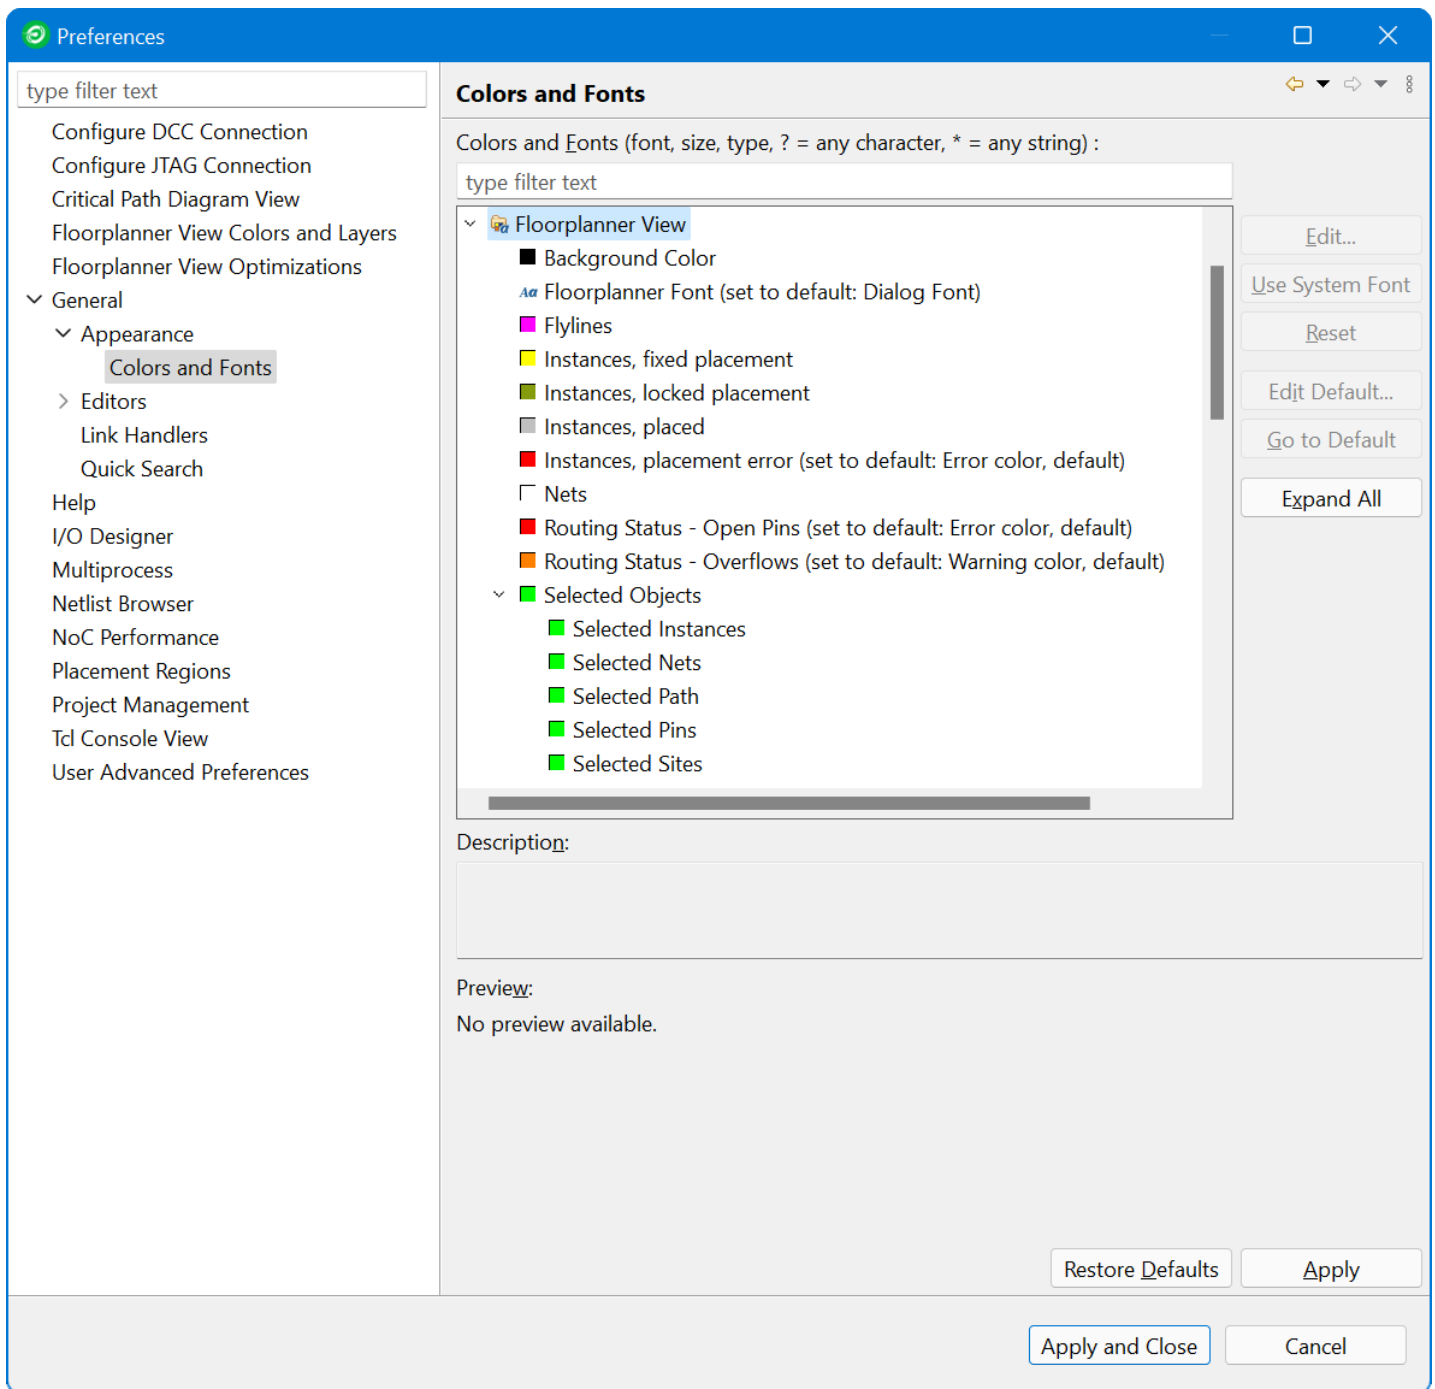 Preferences
type filter text
Configure DCC Connection
Configure JTAG Connection
Critical Path Diagram View
Floorplanner View Colors and Layers
Floorplanner View Optimizations
General
Appearance
Colors and Fonts
Editors
Link Handlers
Quick Search
Help
I/O Designer
Multiprocess
Netlist Browser
NoC Performance
Placement Regions
Project Management
Tcl Console View
User Advanced Preferences
Colors and Fonts
Colors and Fonts (font, size, type, ? = any character, * = any string) :
type filter text
Floorplanner View
Background Color
Aa Floorplanner Font (set to default: Dialog Font)
Flylines
Instances, fixed placement
Instances, locked placement
Instances, placed
Instances, placement error (set to default: Error color, default)
Nets
Routing Status - Open Pins (set to default: Error color, default)
Routing Status - Overflows (set to default: Warning color, default)
Selected Objects
Selected Instances
Selected Nets
Selected Path
Selected Pins
Selected Sites
Edit...
Use System Font
Reset
Edit Default...
Go to Default
Expand All
Description:
Preview:
No preview available.
Restore Defaults
Apply
Apply and Close
Cancel